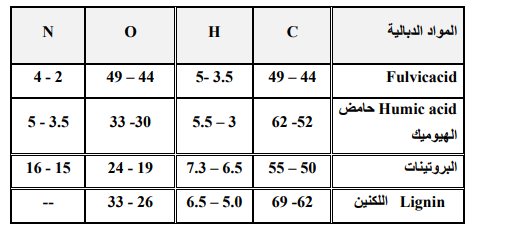 المواد الدبالية C H O N
Fulvicacid 49 – 44 5- 3.5 49 – 44 4 - 2
Humic acid حامض الهيوميك 62 -52 5.5 – 3 33 -30 5 - 3.5
البروتينات 55 – 50 7.3 – 6.5 24 - 19 16 - 15
Lignin اللكنين 69 -62 6.5 – 5.0 33 - 26 --